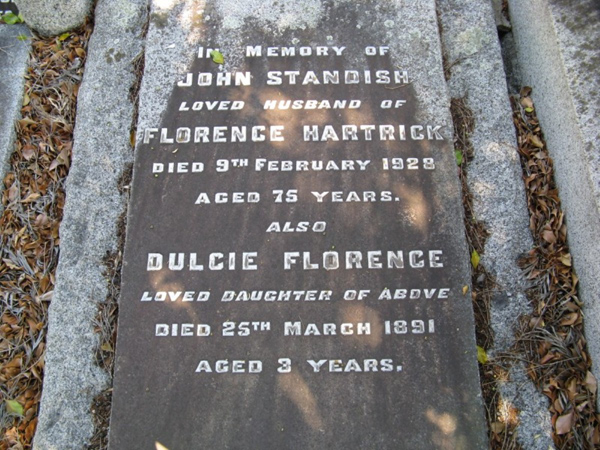 In Memory of
John Standish
loved husband of
Florence Hartrick
died 9th February 1928
aged 75 years.
also
Dulcie Florence
loved daughter of above
died 25th March 1891
aged 3 years.